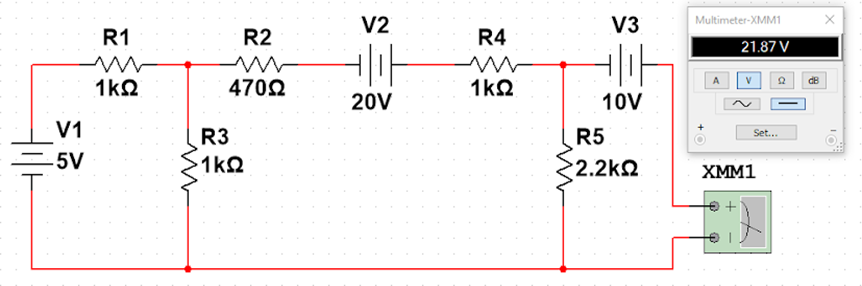 R1
1kΩ
R2
470Ω
V2
20V
R4
1kΩ
V3
10V
V1
5V
R3
1kΩ
R5
2.2kΩ
Multimeter-XMM1
21.87 V
A V Ω dB
+ Set... −
XMM1
+